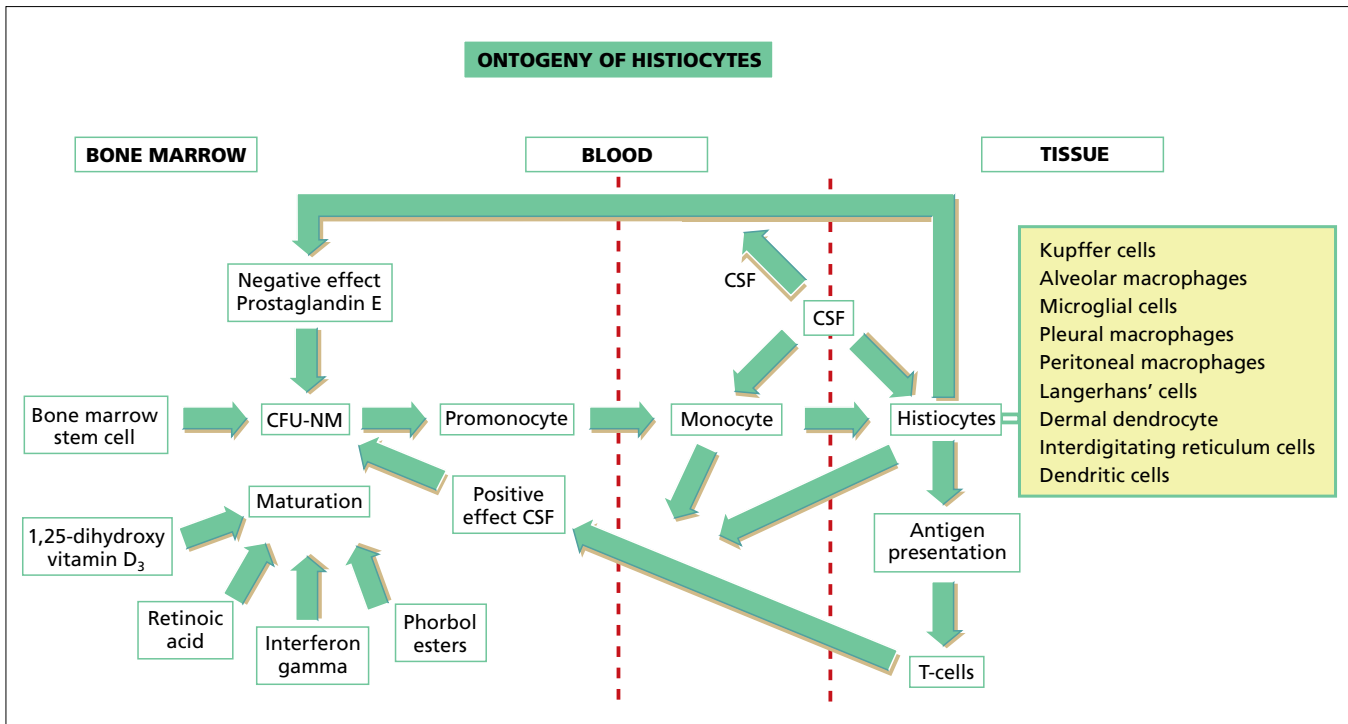 ONTOGENY OF HISTIOCYTES
BONE MARROW
BLOOD
TISSUE
Negative effect
Prostaglandin E
CSF
CSF
Kupffer cells
Alveolar macrophages
Microglial cells
Pleural macrophages
Peritoneal macrophages
Langerhans’ cells
Dermal dendrocyte
Interdigitating reticulum cells
Dendritic cells
Bone marrow
stem cell
CFU-NM
Promonocyte
Monocyte
Histiocytes
Maturation
Positive
effect CSF
1,25-dihydroxy
vitamin D₃
Antigen
presentation
Retinoic
acid
Interferon
gamma
Phorbol
esters
T-cells